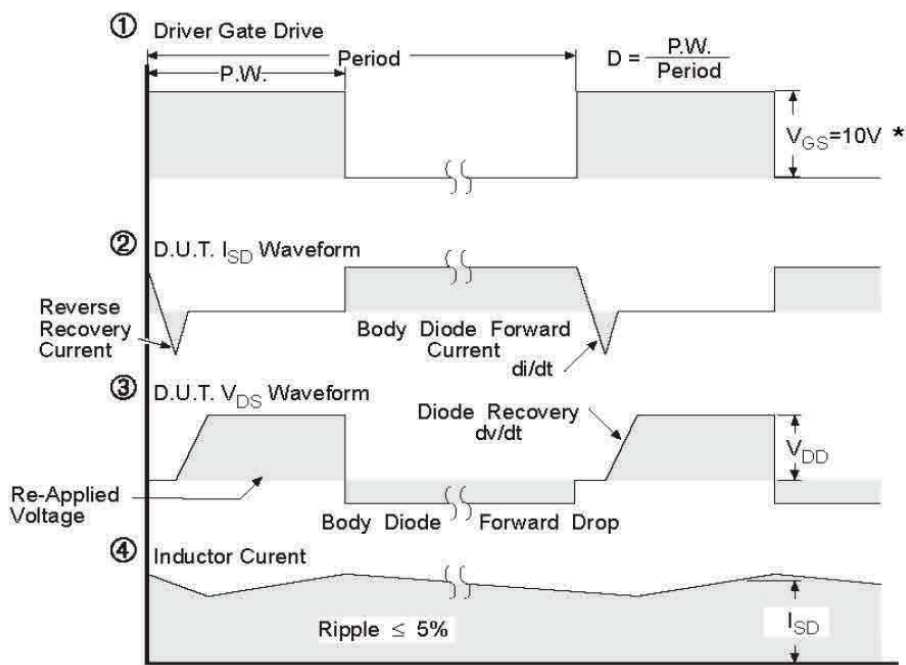 ① Driver Gate Drive
Period
P.W.
D = P.W. / Period
V_GS=10V *
② D.U.T. I_SD Waveform
Reverse
Recovery
Current
Body Diode Forward
Current
di/dt
③ D.U.T. V_DS Waveform
Diode Recovery
dv/dt
V_DD
Re-Applied
Voltage
Body Diode Forward Drop
④ Inductor Curent
Ripple ≤ 5%
I_SD